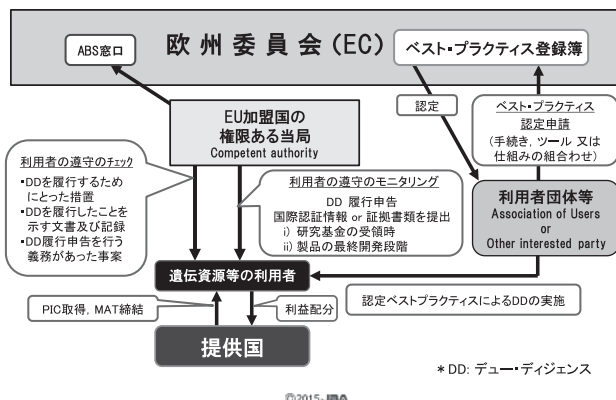 欧州委員会(EC)
ABS窓口
ベスト・プラクティス登録簿
認定
ベスト・プラクティス
認定申請
(手続き, ツール 又は
仕組みの組合わせ)
EU加盟国の
権限ある当局
Competent authority
利用者の遵守のチェック
▪DDを履行するため
にとった措置
▪DDを履行したことを
示す文書及び記録
▪DD履行申告を行う
義務があった事案
利用者の遵守のモニタリング
DD 履行申告
国際認証情報 or 証拠書類を提出
i) 研究基金の受領時
ii) 製品の最終開発段階
利用者団体等
Association of Users
or
Other interested party
遺伝資源等の利用者
PIC取得, MAT締結
利益配分
認定ベストプラクティスによるDDの実施
提供国
* DD: デュー・ディジェンス
©2015- JBA